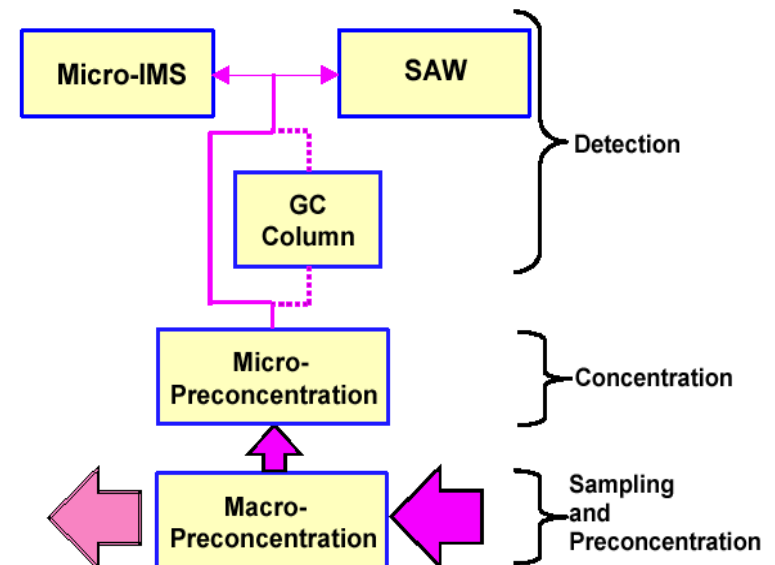 Micro-IMS
SAW
Detection
GC
Column
Micro-
Preconcentration
Concentration
Macro-
Preconcentration
Sampling
and
Preconcentration